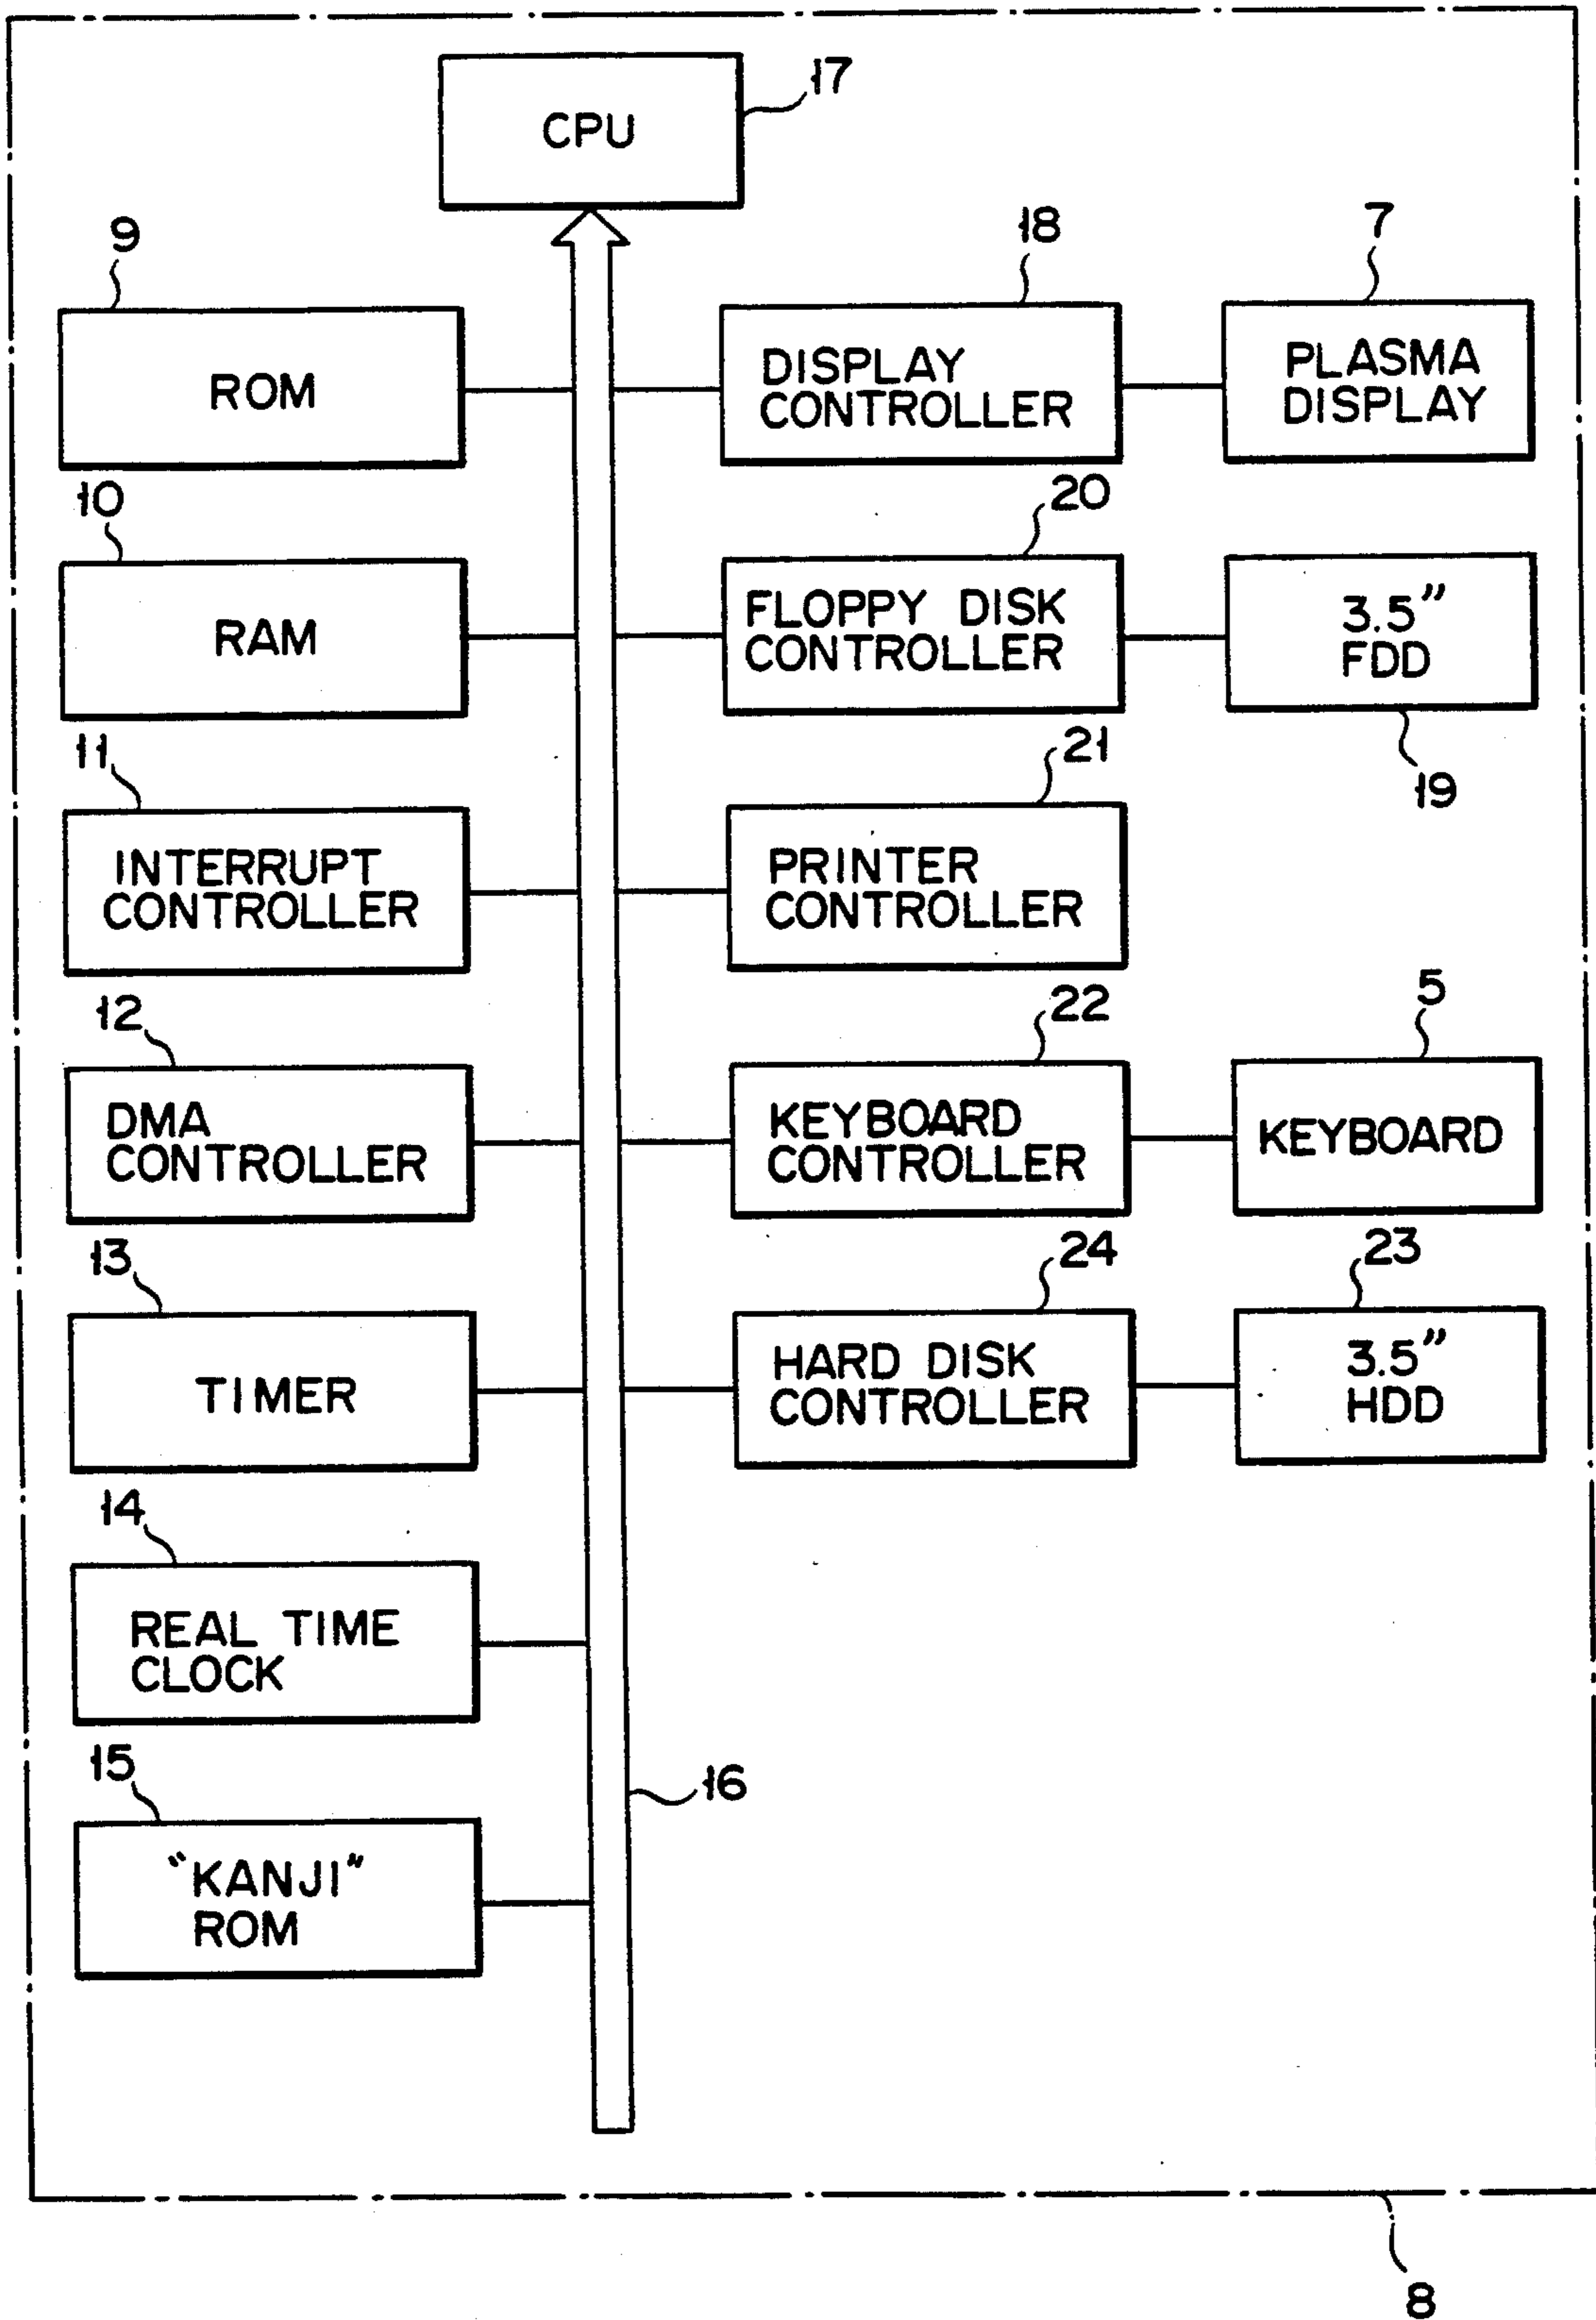 17
CPU
9
ROM
18
DISPLAY
CONTROLLER
7
PLASMA
DISPLAY
10
RAM
20
FLOPPY DISK
CONTROLLER
3.5"
FDD
19
11
INTERRUPT
CONTROLLER
21
PRINTER
CONTROLLER
12
DMA
CONTROLLER
22
KEYBOARD
CONTROLLER
5
KEYBOARD
13
TIMER
24
HARD DISK
CONTROLLER
23
3.5"
HDD
14
REAL TIME
CLOCK
15
"KANJI"
ROM
16
8